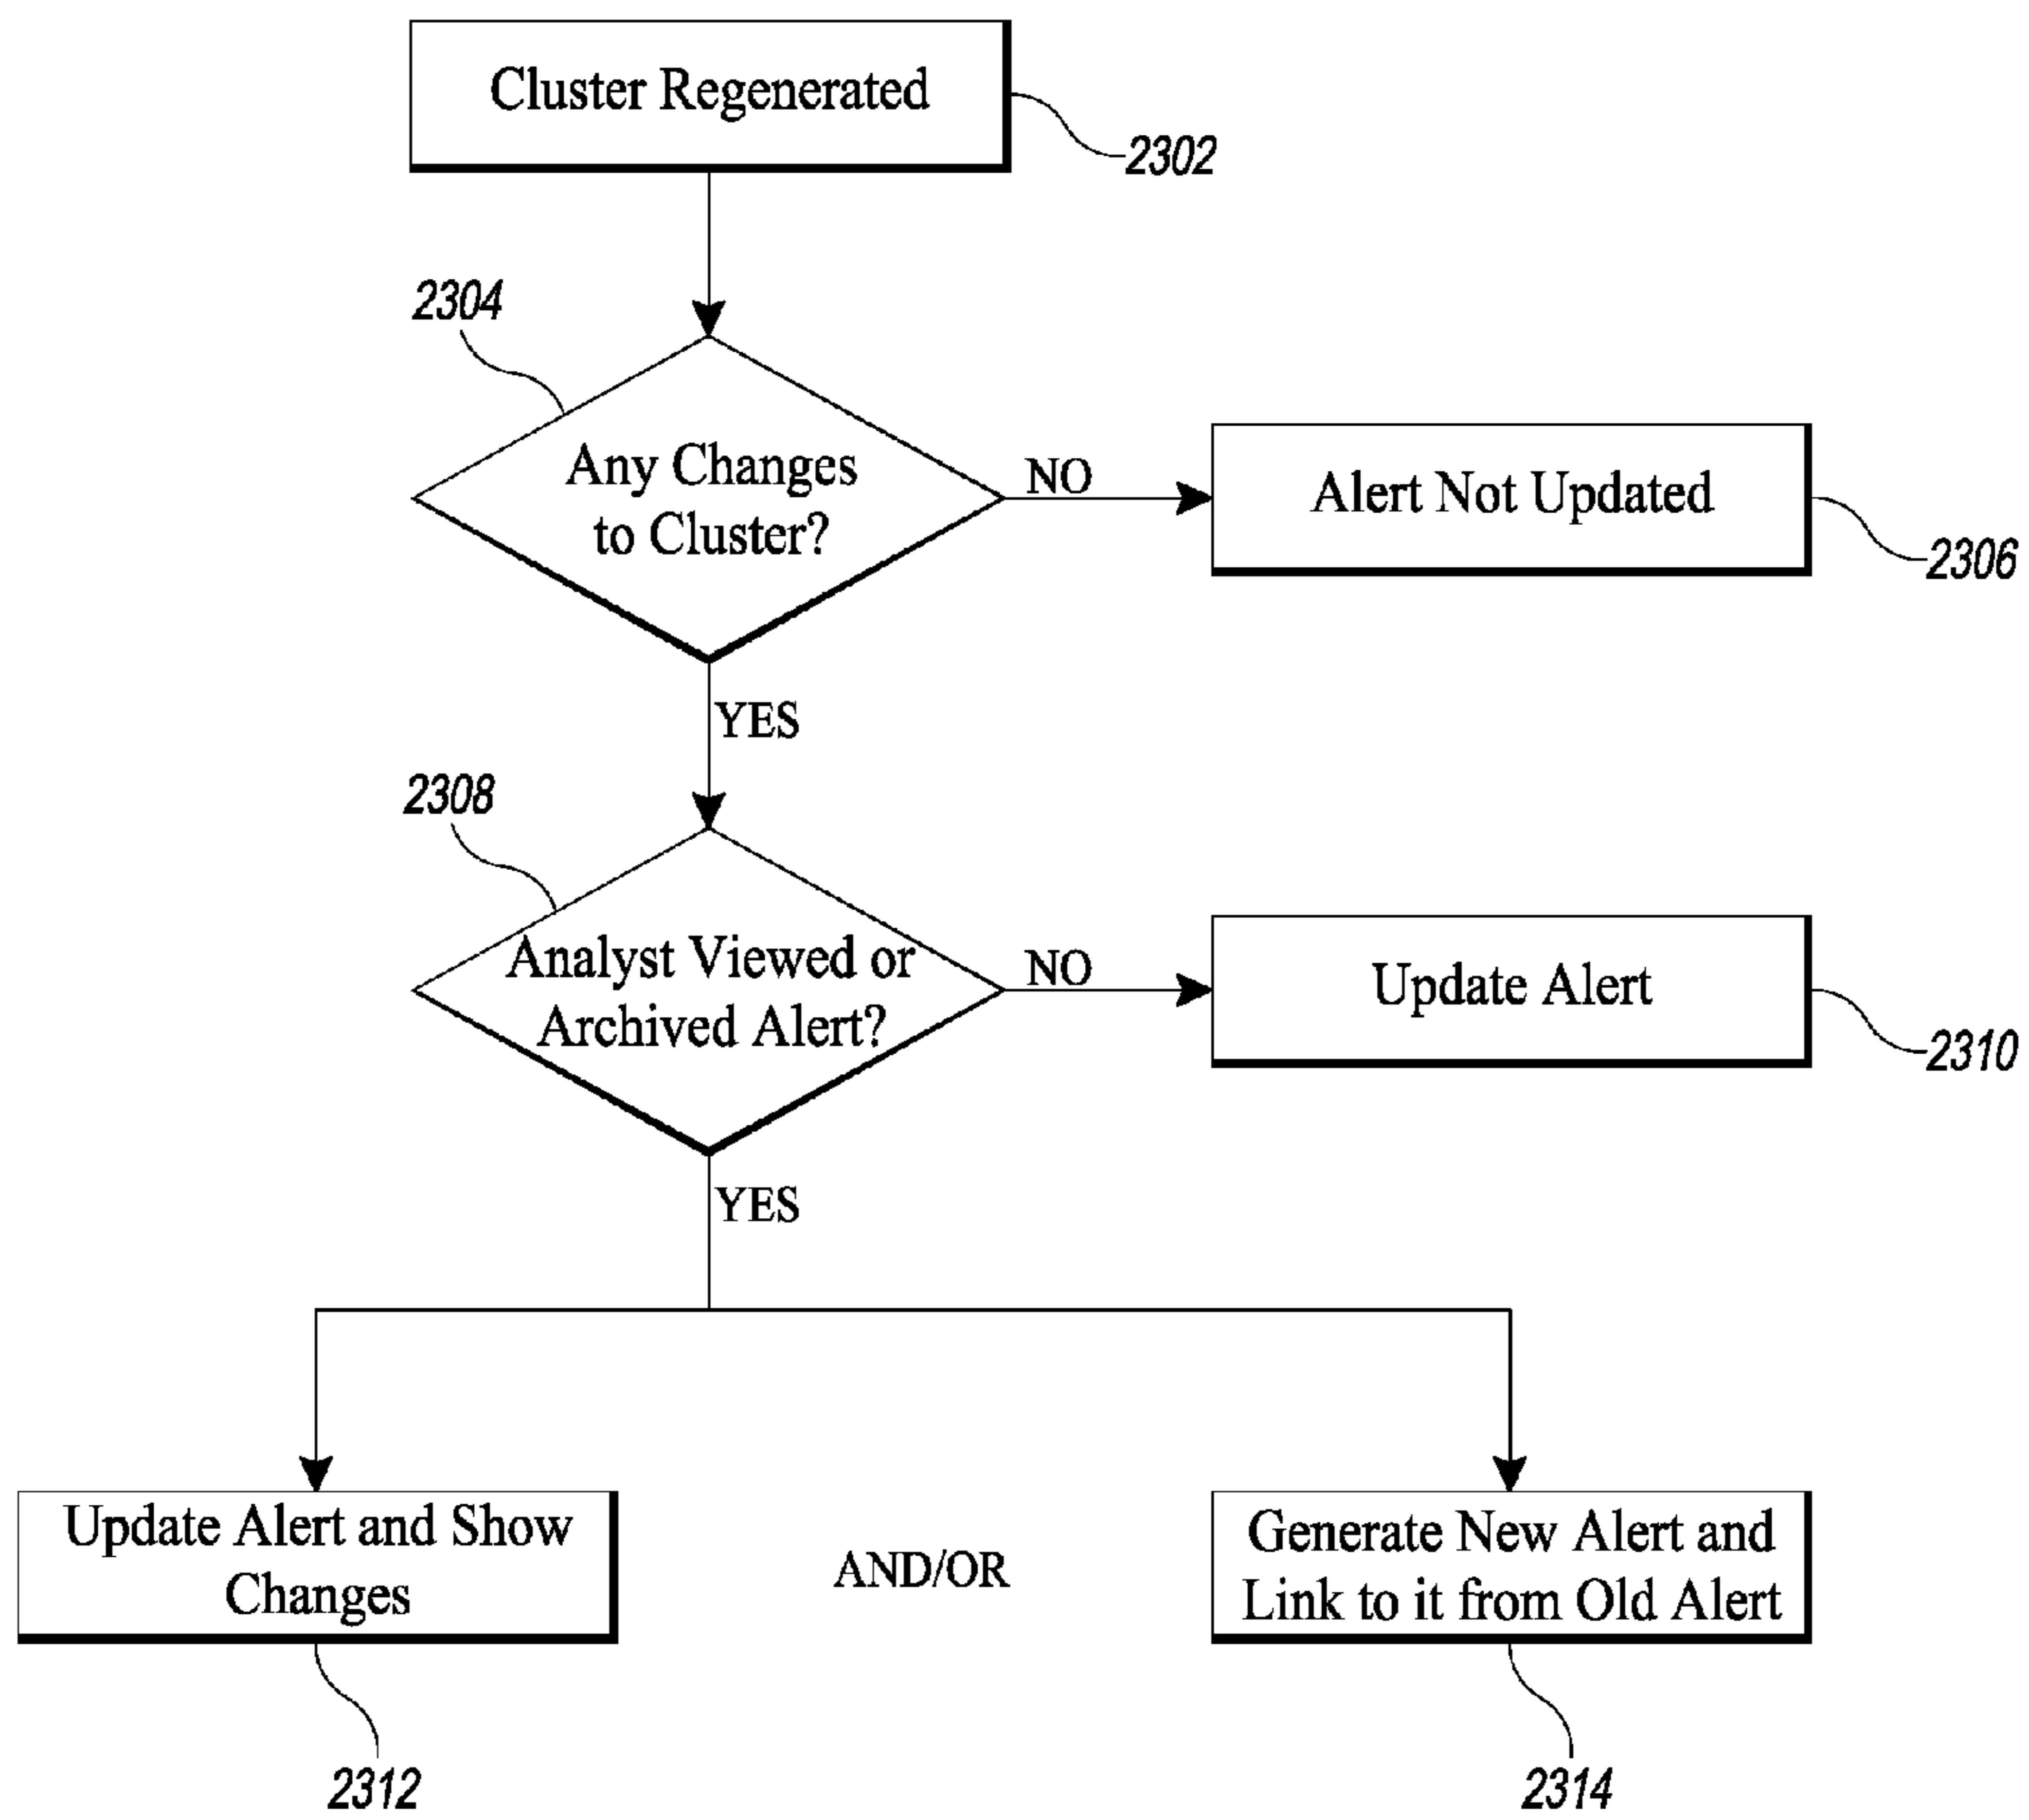 Cluster Regenerated
2302
2304
Any Changes
to Cluster?
NO
Alert Not Updated
2306
YES
2308
Analyst Viewed or
Archived Alert?
NO
Update Alert
2310
YES
Update Alert and Show
Changes
AND/OR
Generate New Alert and
Link to it from Old Alert
2312
2314